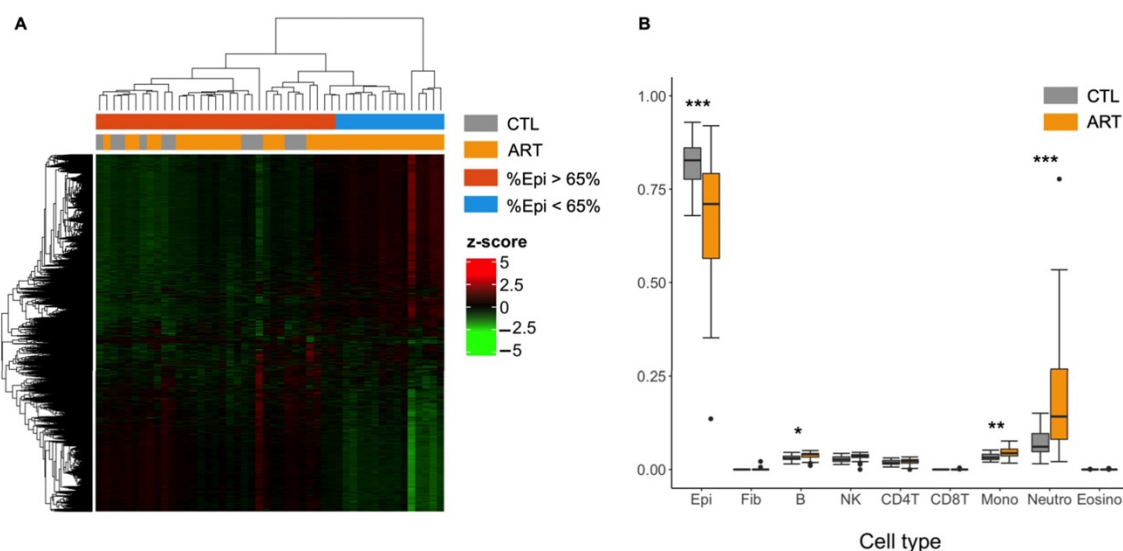 A
CTL
ART
%Epi > 65%
%Epi < 65%
z-score
5
2.5
0
−2.5
−5
B
CTL
ART
1.00
0.75
0.50
0.25
0.00
***
*
**
***
Epi Fib B NK CD4T CD8T Mono Neutro Eosino
Cell type